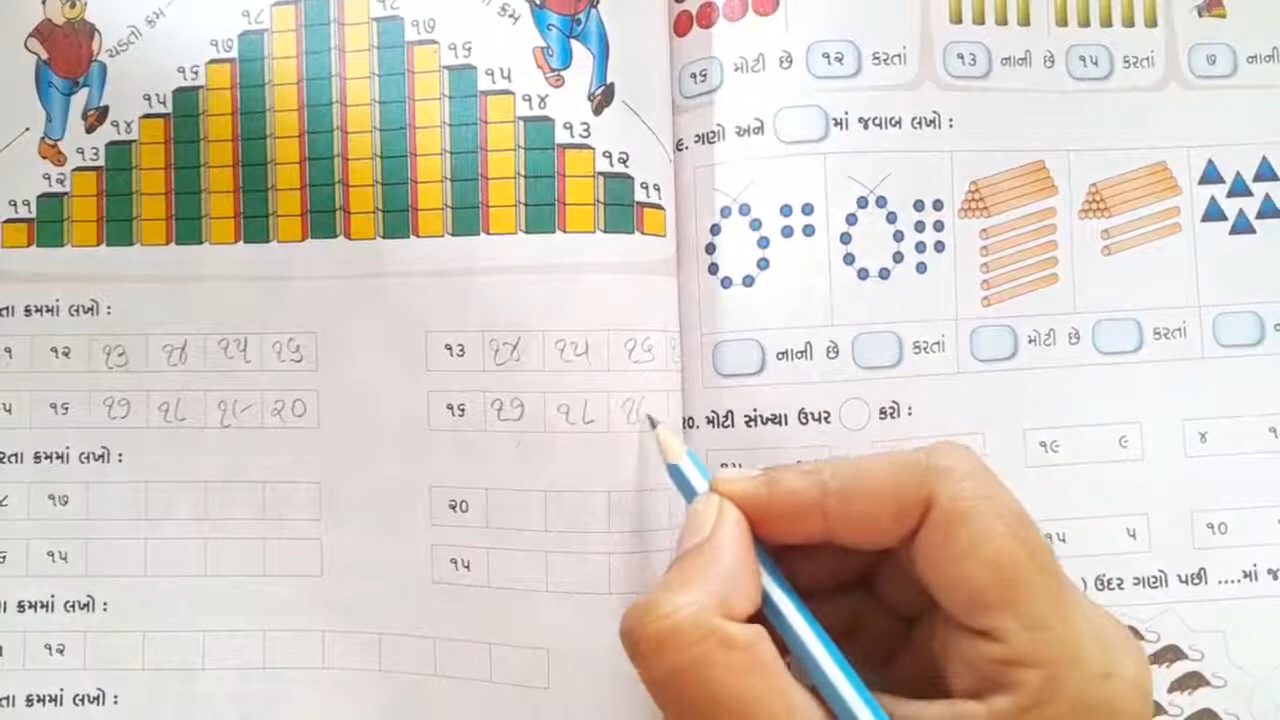 ચડતો ક્રમ
ક્રમ
૧૧ ૧૨ ૧૩ ૧૪ ૧૫ ૧૬ ૧૭ ૧૮
૧૭ ૧૬ ૧૫ ૧૪ ૧૩ ૧૨ ૧૧
તા ક્રમમાં લખો :
૧૨ ૧૩ ૧૪ ૧૫ ૧૬
૧૩ ૧૪ ૧૫ ૧૬
૧૬ ૧૭ ૧૮ ૧૯ ૨૦
૧૬ ૧૭ ૧૮ ૧૯
રતા ક્રમમાં લખો :
૧૭
૨૦
૧૫
૧૫
ક્રમમાં લખો :
૧૨
તા ક્રમમાં લખો :
૧૬ મોટી છે ૧૨ કરતાં
૧૩ નાની છે ૧૫ કરતાં
૭ નાની
૯. ગણો અને માં જવાબ લખો :
નાની છે કરતાં
મોટી છે કરતાં
૧૦. મોટી સંખ્યા ઉપર કરો :
૧૯ ૯
૪
૧૫ ૫
૧૦
) ઉંદર ગણો પછી ....માં જ